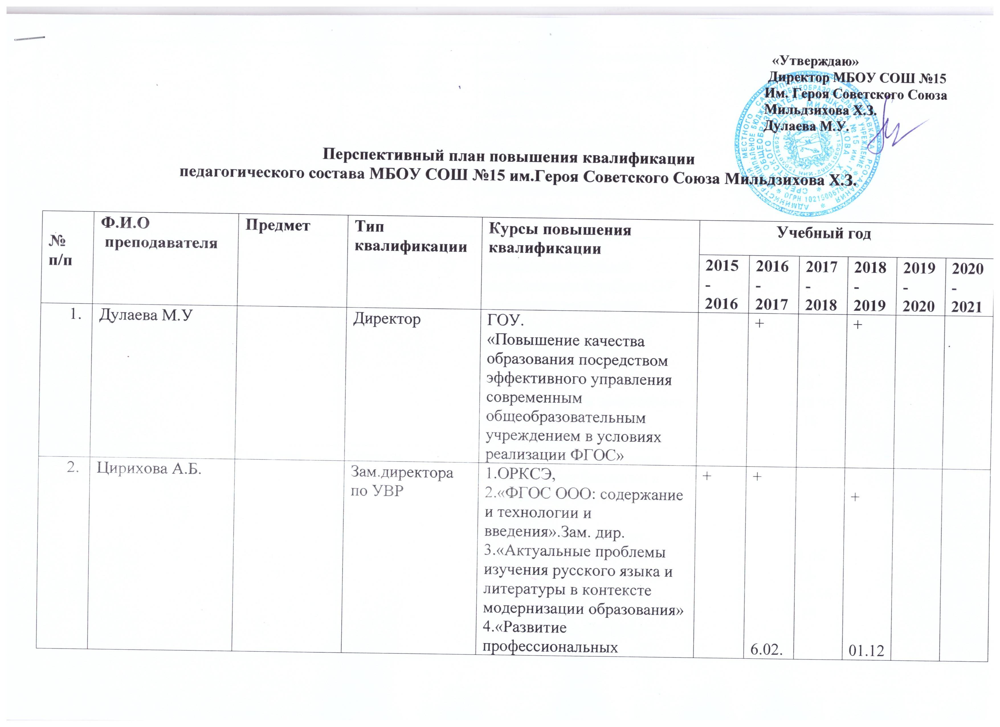 «Утверждаю»
Директор МБОУ СОШ №15
Им. Героя Советского Союза
Мильдзихова Х.З.
Дулаева М.У.
Перспективный план повышения квалификации
педагогического состава МБОУ СОШ №15 им.Героя Советского Союза Мильдзихова Х.З.
№
п/п
Ф.И.О
преподавателя
Предмет
Тип
квалификации
Курсы повышения
квалификации
Учебный год
2015
-
2016
2016
-
2017
2017
-
2018
2018
-
2019
2019
-
2020
2020
-
2021
1.
Дулаева М.У
Директор
ГОУ.
«Повышение качества
образования посредством
эффективного управления
современным
общеобразовательным
учреждением в условиях
реализации ФГОС»
+
+
2.
Цирихова А.Б.
Зам.директора
по УВР
1.ОРКСЭ,
2.«ФГОС ООО: содержание
и технологии и
введения».Зам. дир.
3.«Актуальные проблемы
изучения русского языка и
литературы в контексте
модернизации образования»
4.«Развитие
профессиональных
+
+
6.02.
+
01.12